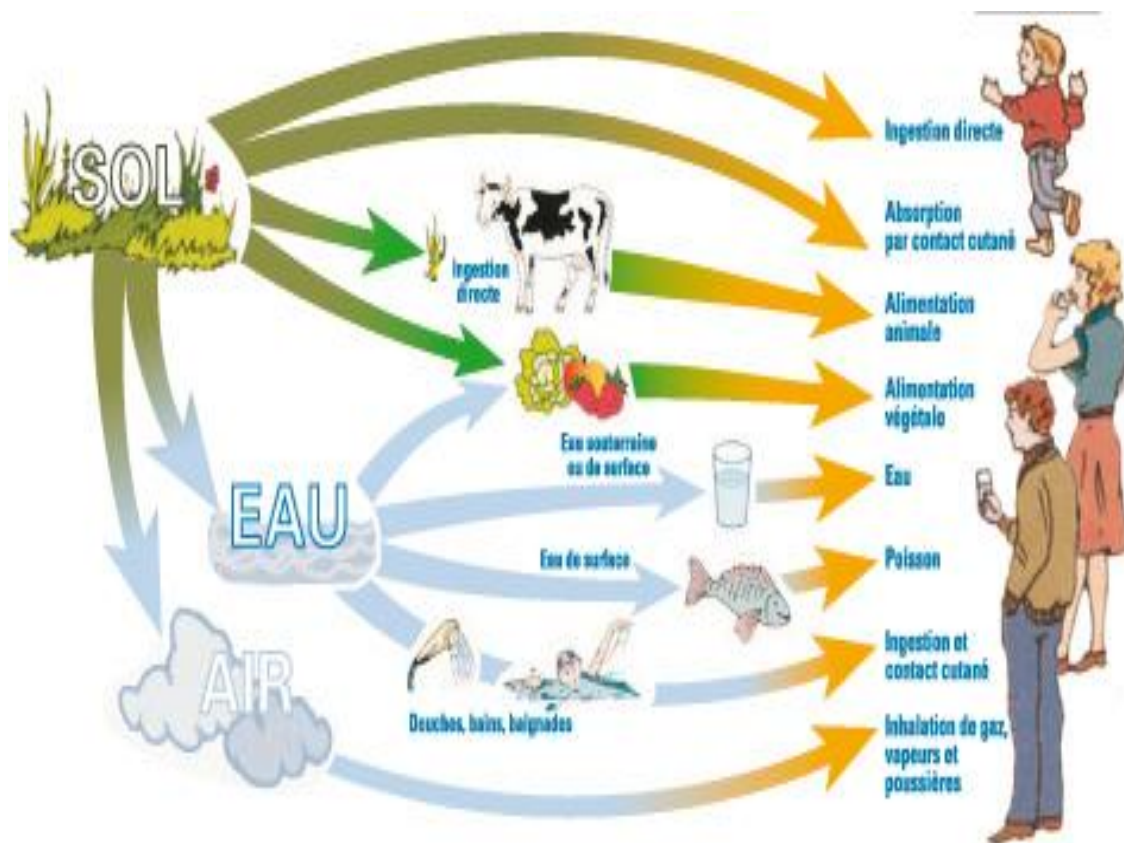 SOL
EAU
AIR
Ingestion
directe
Eau souterraine
ou de surface
Eau de surface
Douches, bains, baignades
Ingestion directe
Absorption
par contact cutané
Alimentation
animale
Alimentation
végétale
Eau
Poisson
Ingestion et
contact cutané
Inhalation de gaz,
vapeurs et
poussières